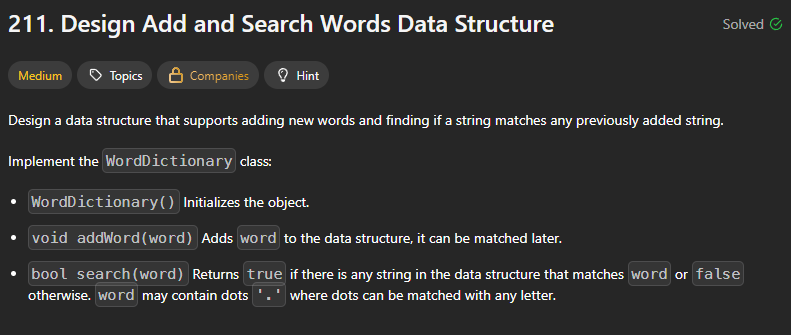 211. Design Add and Search Words Data Structure
Solved
Medium
Topics
Companies
Hint
Design a data structure that supports adding new words and finding if a string matches any previously added string.
Implement the WordDictionary class:
• WordDictionary() Initializes the object.
• void addWord(word) Adds word to the data structure, it can be matched later.
• bool search(word) Returns true if there is any string in the data structure that matches word or false
otherwise. word may contain dots '.' where dots can be matched with any letter.